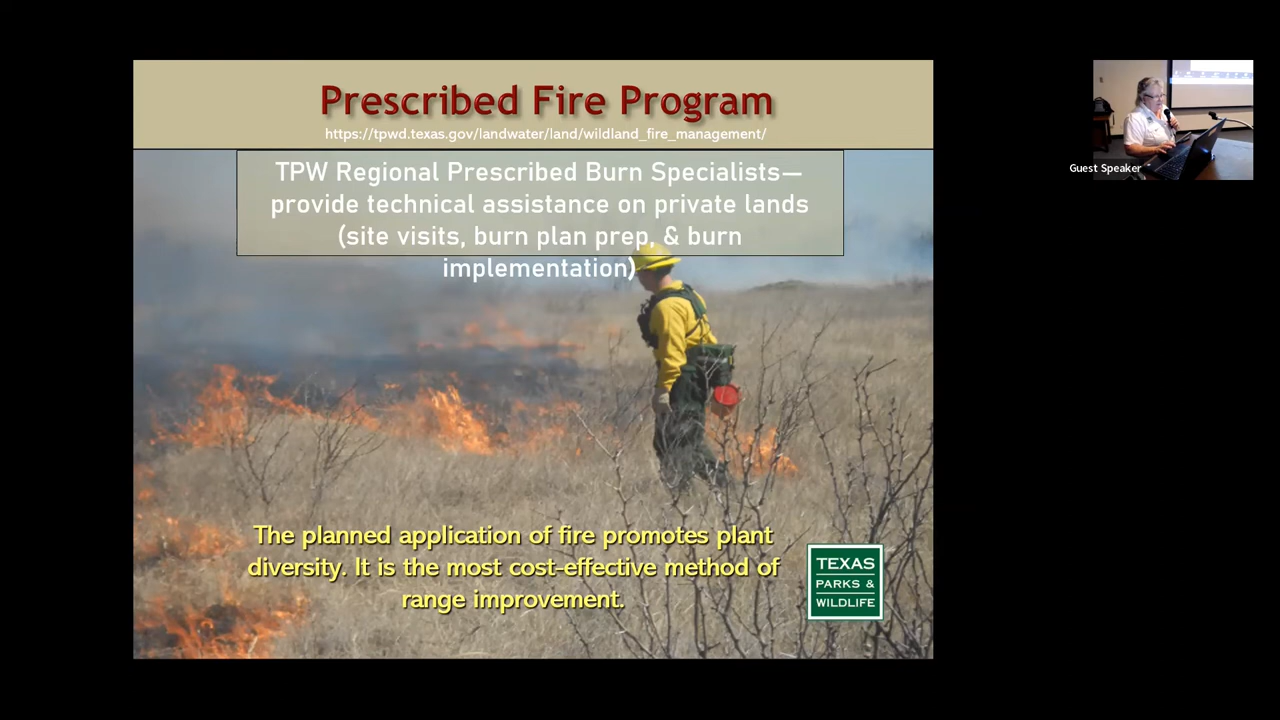 Prescribed Fire Program
https://tpwd.texas.gov/landwater/land/wildland_fire_management/
TPW Regional Prescribed Burn Specialists—
provide technical assistance on private lands
(site visits, burn plan prep, & burn
implementation)
The planned application of fire promotes plant
diversity. It is the most cost-effective method of
range improvement.
TEXAS
PARKS &
WILDLIFE
Guest Speaker